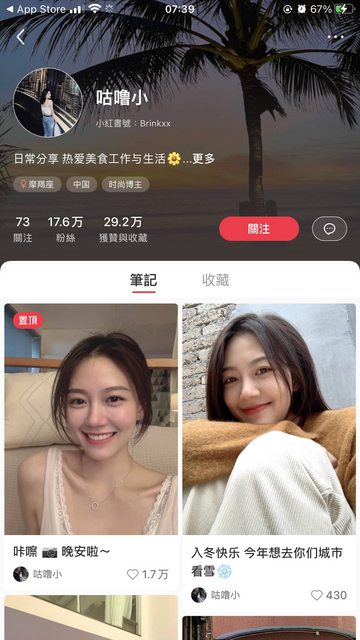 App Store
07:39
67%
咕噜小
小紅書號：Brinkxx
日常分享 热爱美食工作与生活🌼...更多
摩羯座 中国 时尚博主
73 17.6万 29.2万
關注 粉絲 獲贊與收藏
關注
筆記 收藏
置頂
咔嚓 📷 晚安啦～
咕噜小 1.7万
入冬快乐 今年想去你们城市
看雪❄️
咕噜小 430